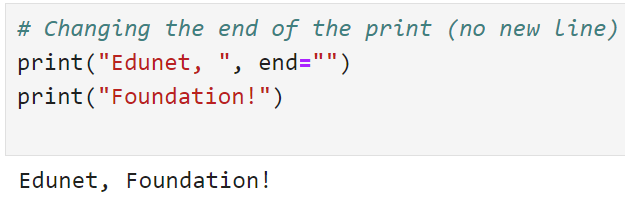 # Changing the end of the print (no new line)
print("Edunet, ", end="")
print("Foundation!")
Edunet, Foundation!